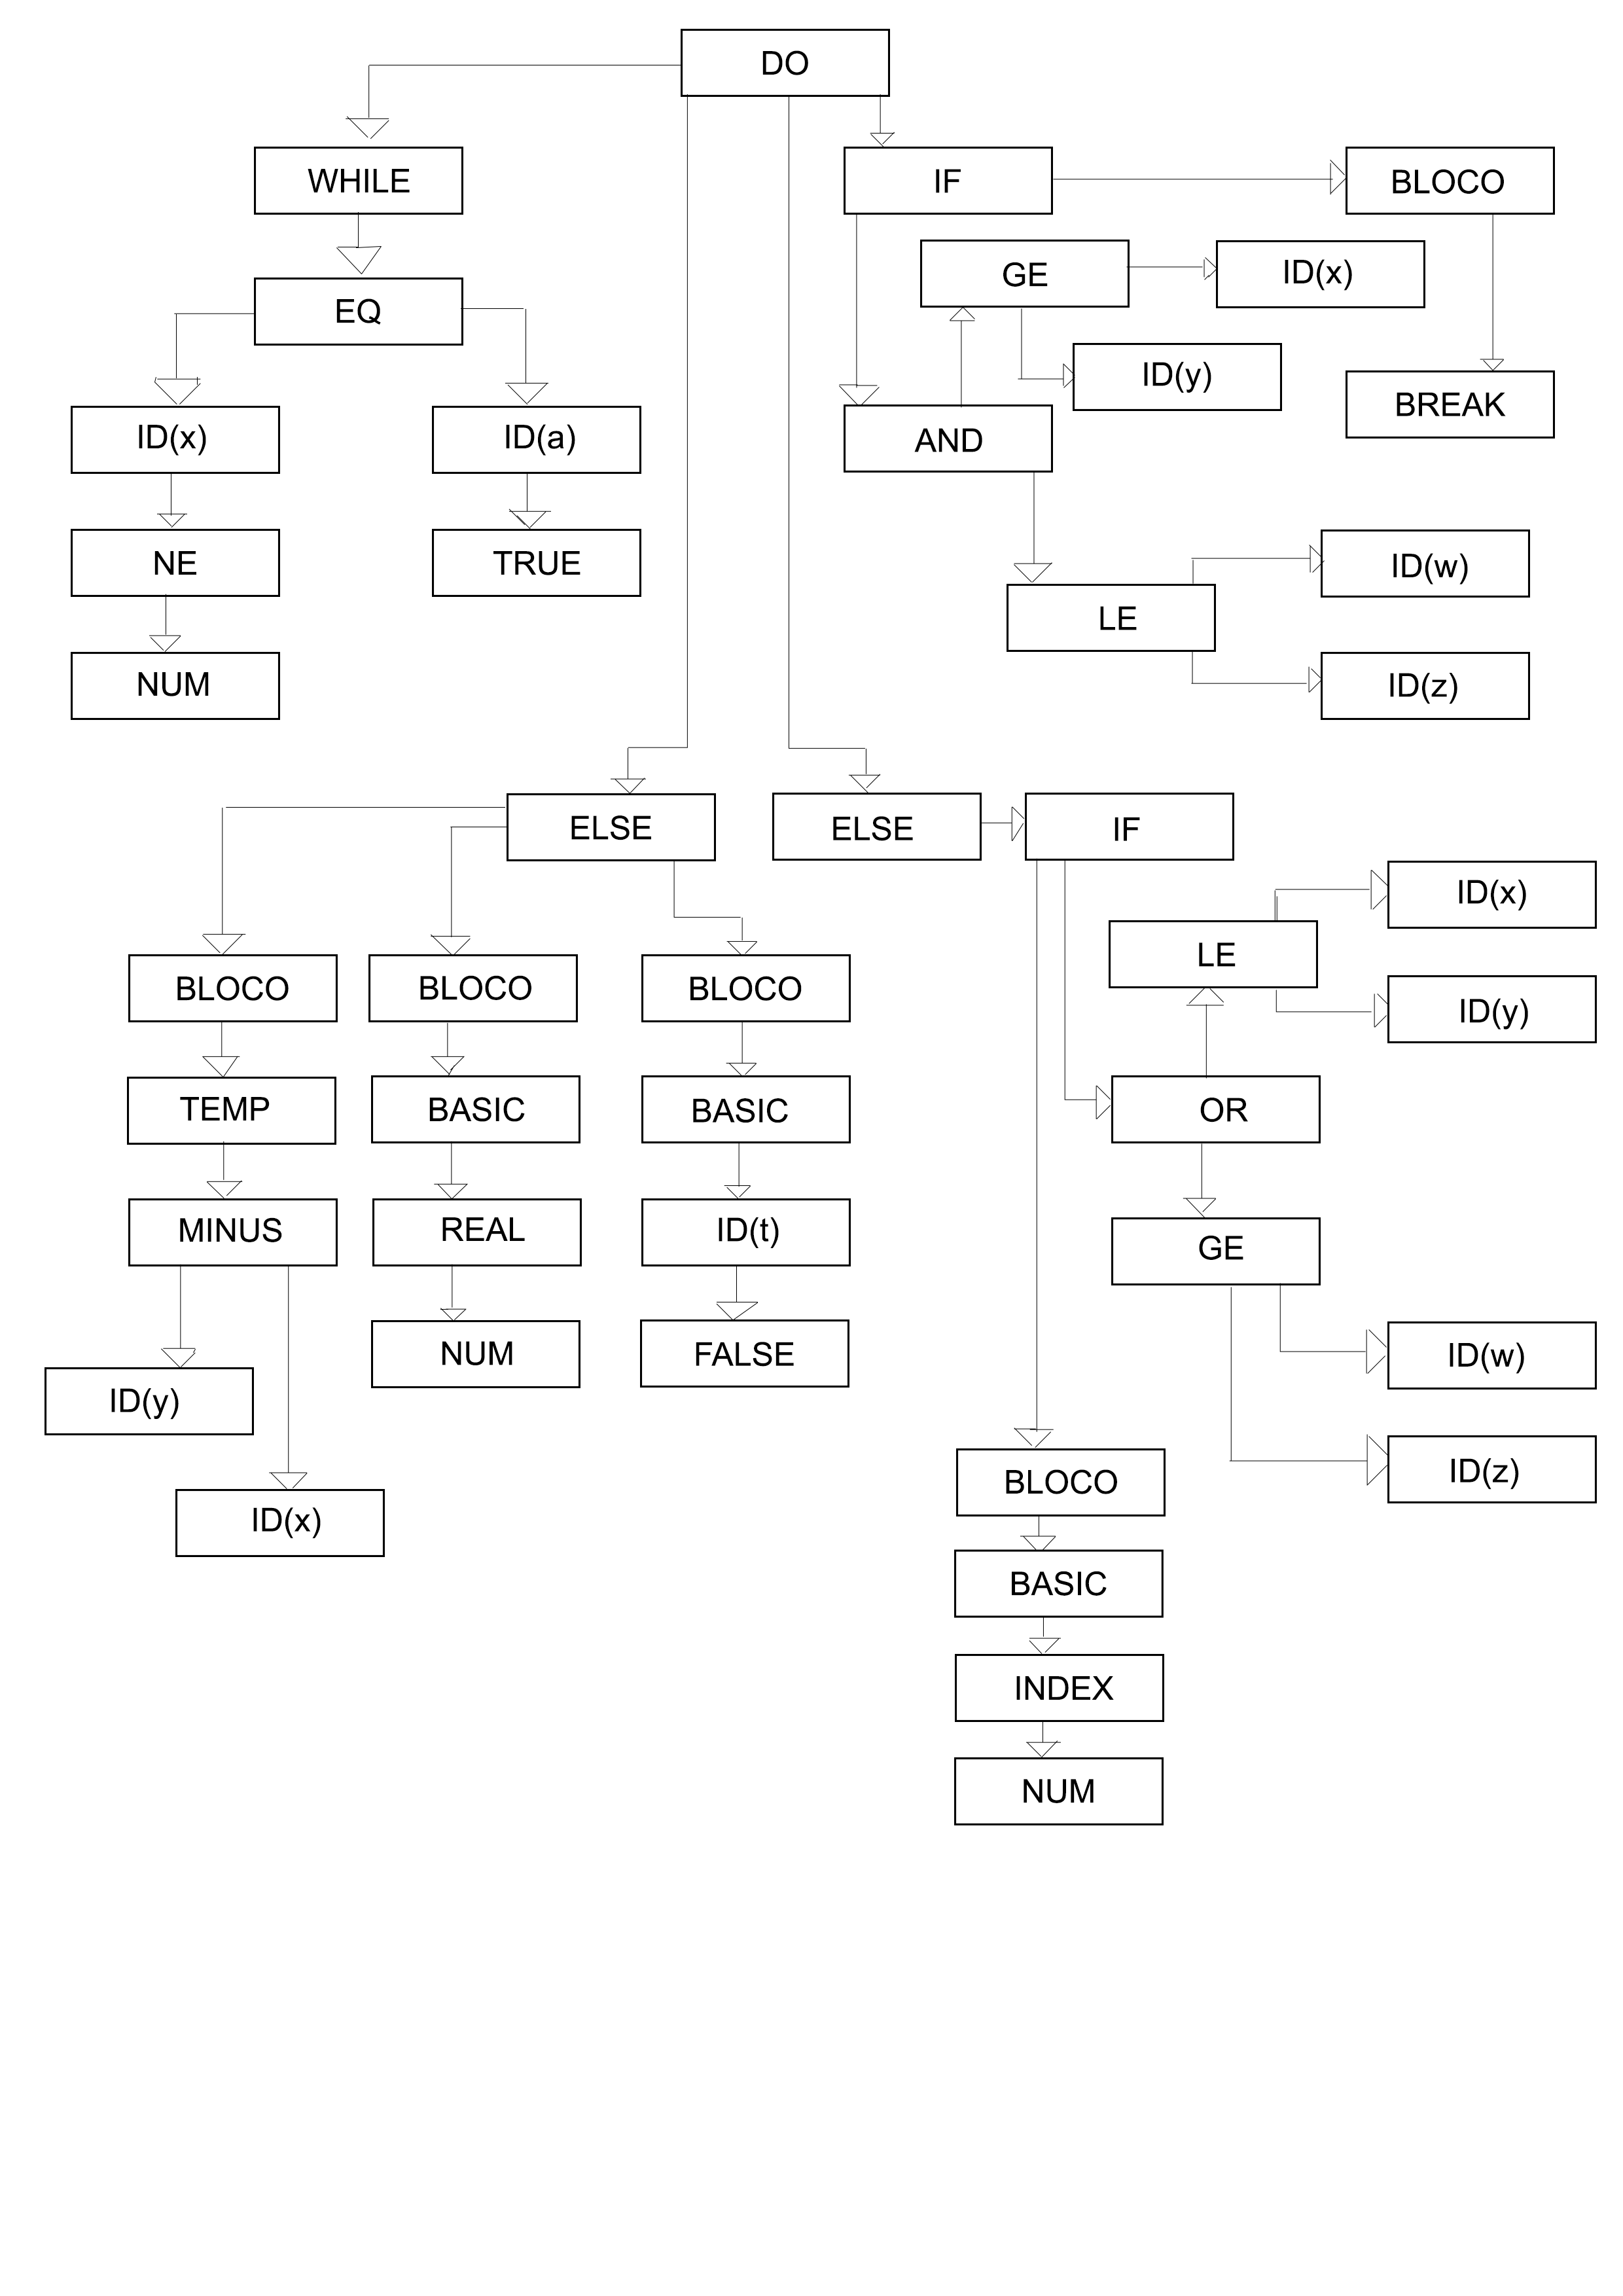 DO
WHILE
IF
BLOCO
GE
ID(x)
EQ
ID(y)
BREAK
ID(x)
ID(a)
AND
NE
TRUE
ID(w)
LE
NUM
ID(z)
ELSE
ELSE
IF
ID(x)
LE
BLOCO
BLOCO
BLOCO
ID(y)
TEMP
BASIC
BASIC
OR
MINUS
REAL
ID(t)
GE
NUM
FALSE
ID(w)
ID(y)
ID(z)
BLOCO
ID(x)
BASIC
INDEX
NUM